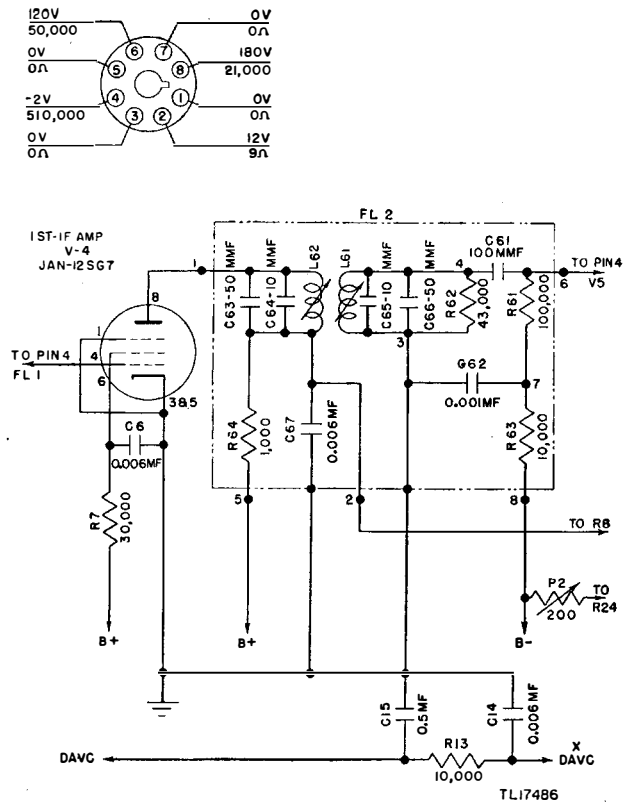 120V
50,000
0V
0Ω
0V
0Ω
180V
21,000
-2V
510,000
0V
0Ω
0V
0Ω
12V
9Ω
6
7
5
8
4
1
3
2
1ST-IF AMP
V-4
JAN-12SG7
FL 2
1
C63-50 MMF
C64-10 MMF
L62
L61
C65-10 MMF
C66-50 MMF
4
R62
43,000
C61
100MMF
R61
100,000
TO PIN4
6
V5
8
1
4
6
3&5
TO PIN4
FL 1
C6
0.006MF
R7
30,000
B+
R64
1,000
5
B+
C67
0.006MF
2
3
G62
0.001MF
7
R63
10,000
8
TO R8
P2
200
TO
R24
B-
C15
0.5MF
C14
0.006MF
DAVC
R13
10,000
X
DAVC
TL17486